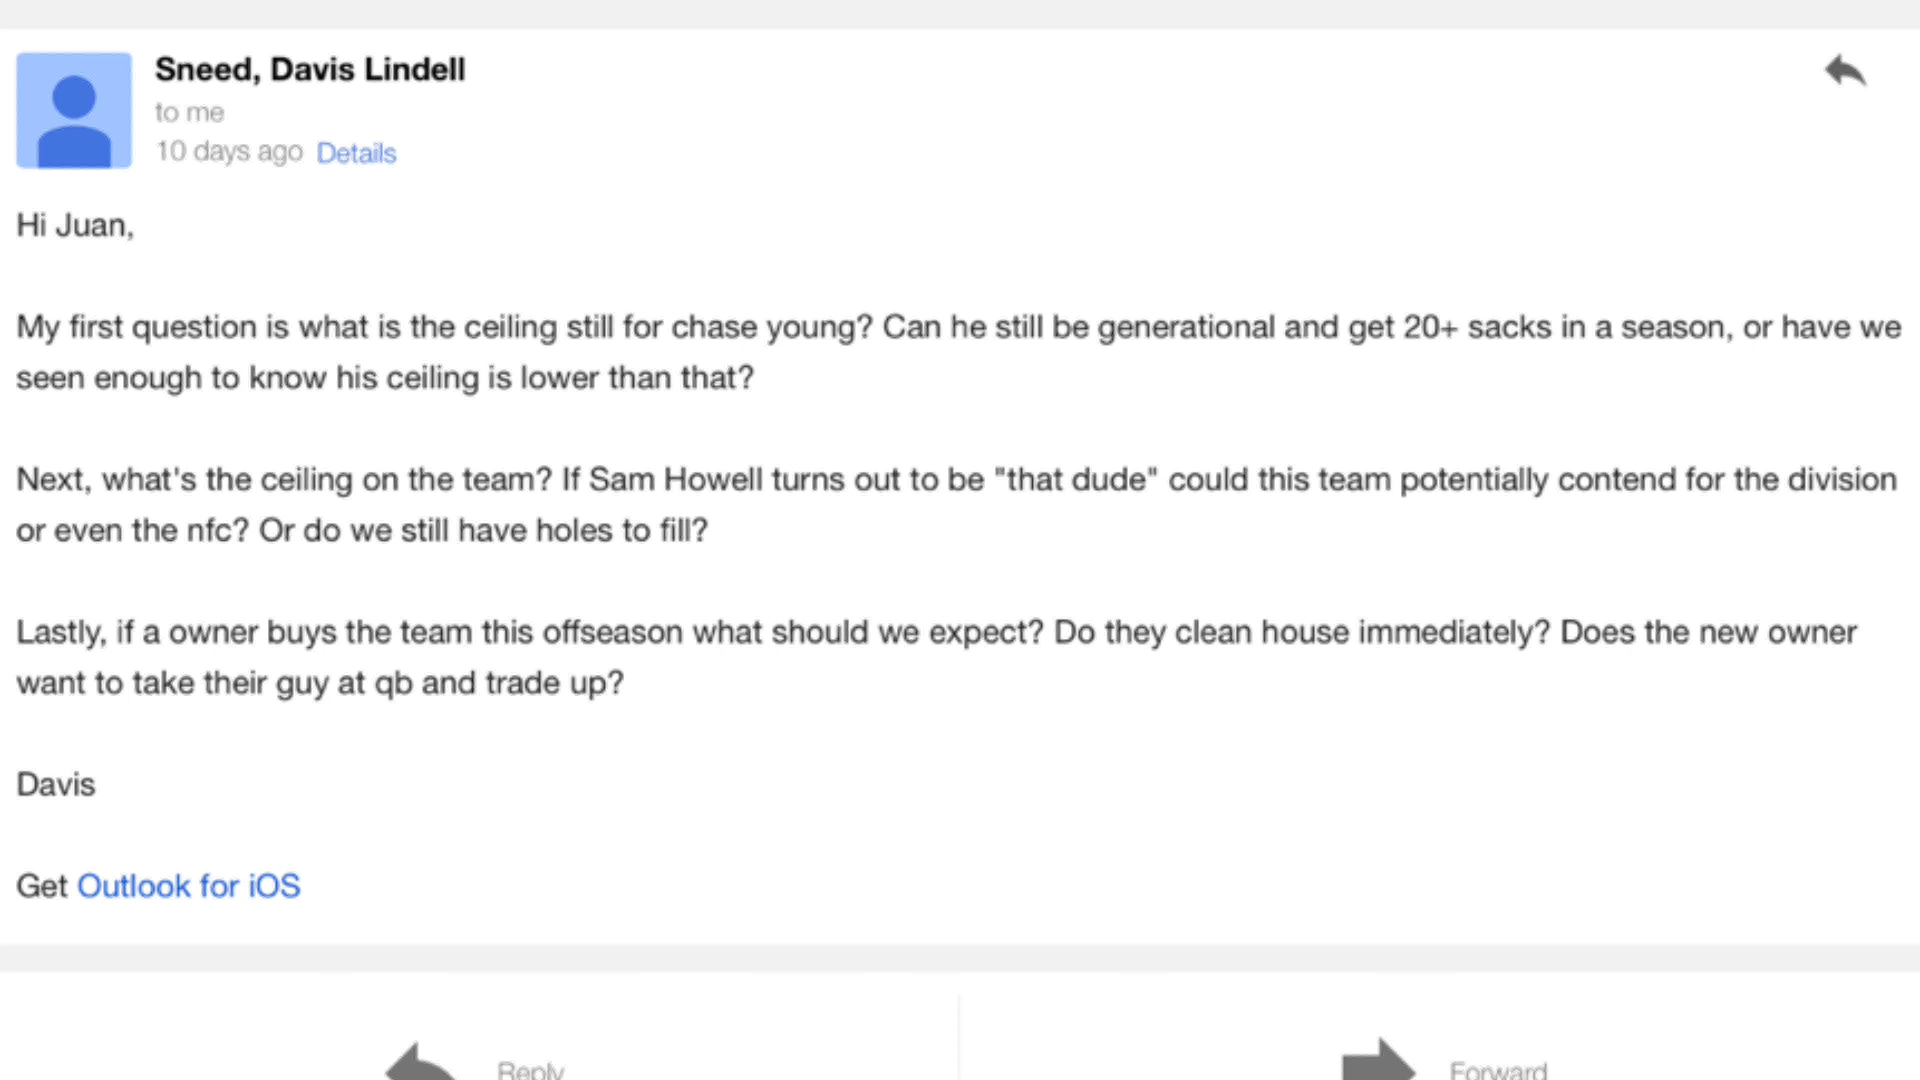 Sneed, Davis Lindell
to me
10 days ago Details
Hi Juan,
My first question is what is the ceiling still for chase young? Can he still be generational and get 20+ sacks in a season, or have we
seen enough to know his ceiling is lower than that?
Next, what's the ceiling on the team? If Sam Howell turns out to be "that dude" could this team potentially contend for the division
or even the nfc? Or do we still have holes to fill?
Lastly, if a owner buys the team this offseason what should we expect? Do they clean house immediately? Does the new owner
want to take their guy at qb and trade up?
Davis
Get Outlook for iOS
Reply
Forward